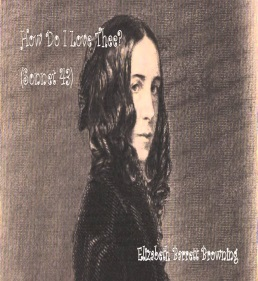 How Do I Love Thee?
(Sonnet 43)
Elizabeth Barrett Browning